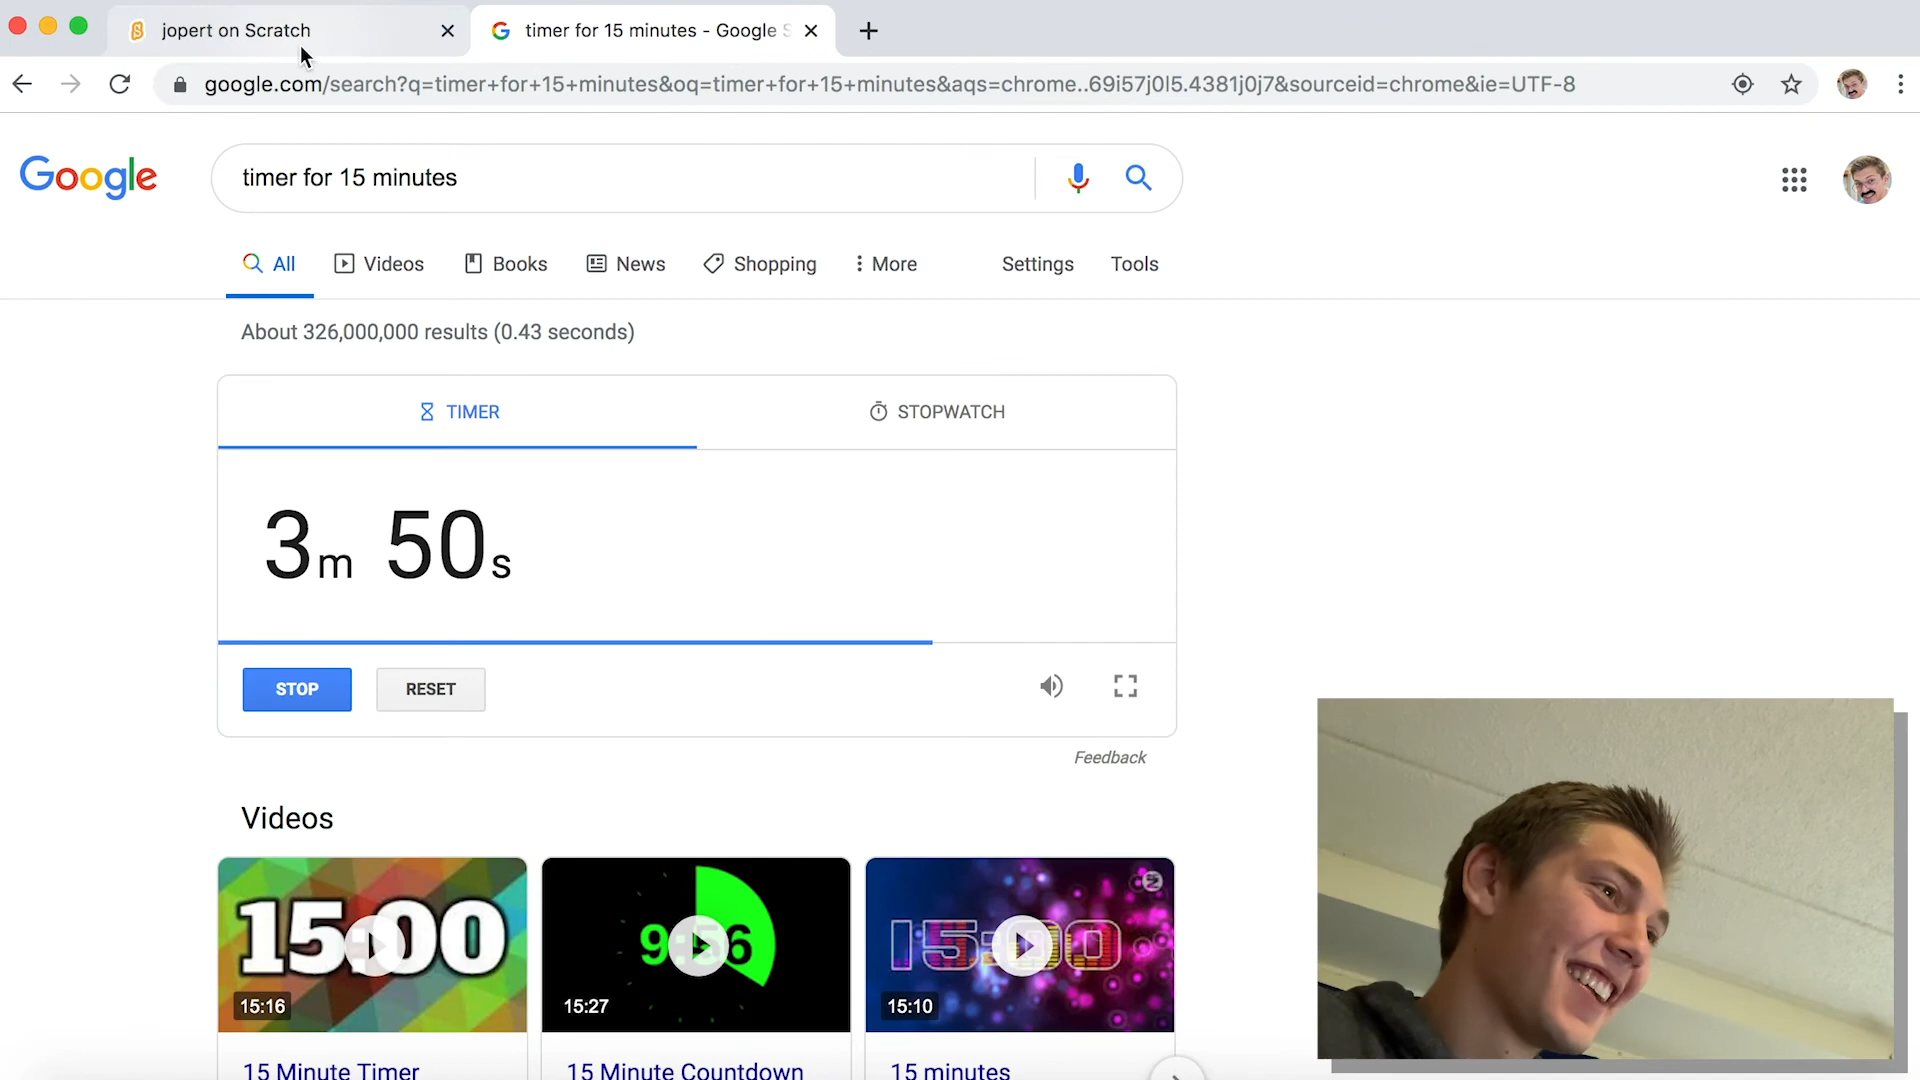 jopert on Scratch
timer for 15 minutes - Google S
google.com/search?q=timer+for+15+minutes&oq=timer+for+15+minutes&aqs=chrome..69i57j0l5.4381j0j7&sourceid=chrome&ie=UTF-8
Google
timer for 15 minutes
All Videos Books News Shopping More Settings Tools
About 326,000,000 results (0.43 seconds)
TIMER STOPWATCH
3m 50s
STOP RESET
Feedback
Videos
15:00 9:56 15:00
15:16 15:27 15:10
15 Minute Timer 15 Minute Countdown 15 minutes